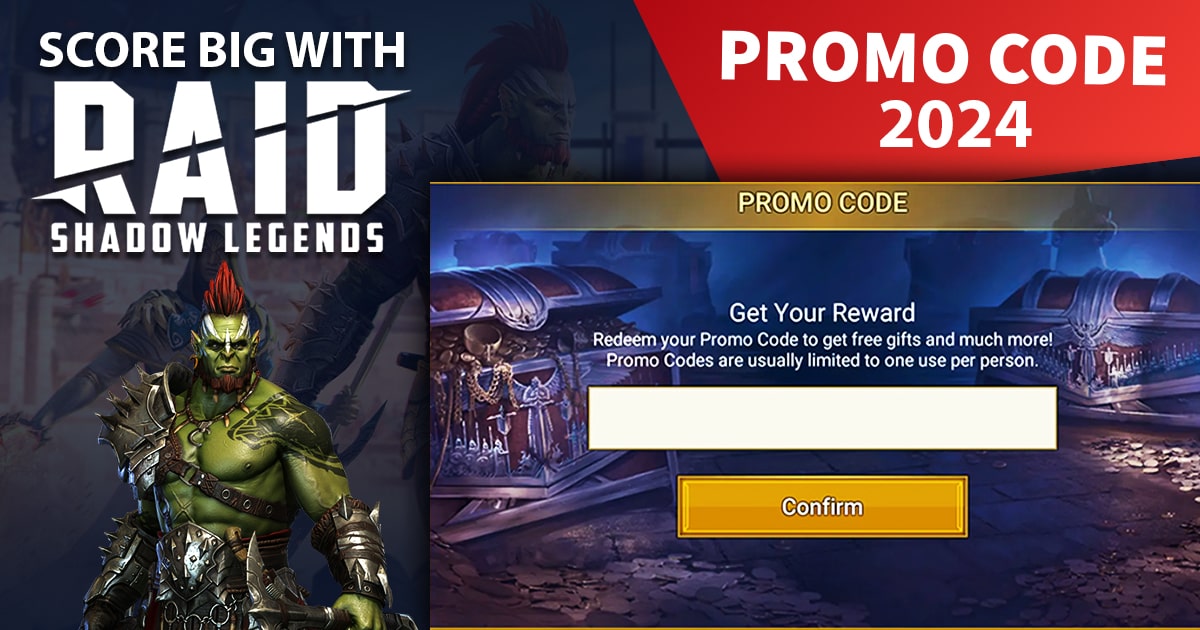 SCORE BIG WITH
RAID
SHADOW LEGENDS
PROMO CODE
2024
PROMO CODE
Get Your Reward
Redeem your Promo Code to get free gifts and much more!
Promo Codes are usually limited to one use per person.
Confirm